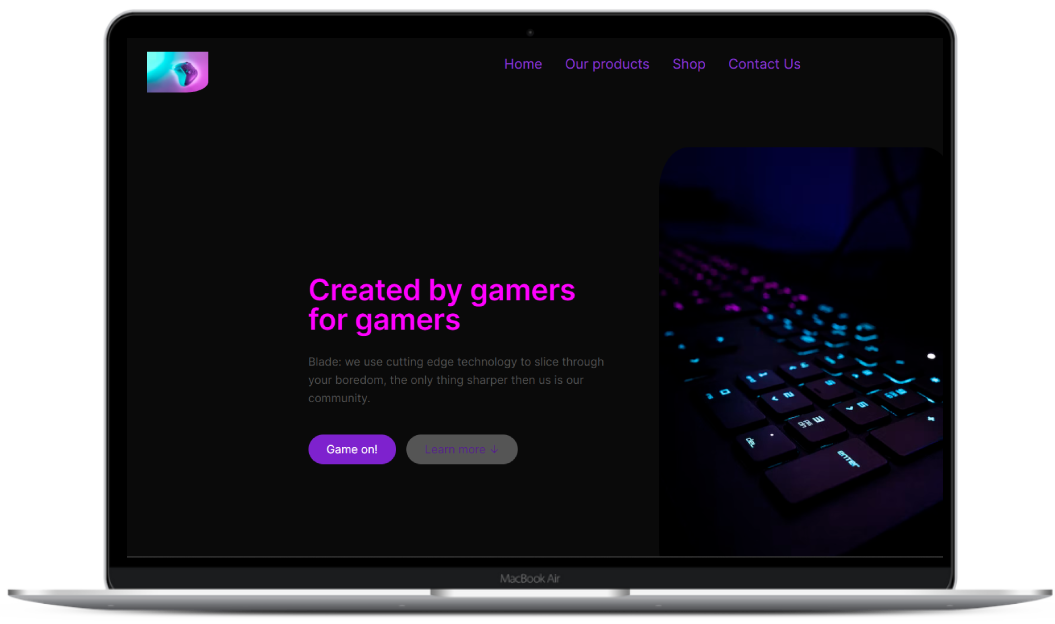 Home Our products Shop Contact Us
Created by gamers
for gamers
Blade: we use cutting edge technology to slice through
your boredom, the only thing sharper then us is our
community.
Game on! Learn more ↓
enter
MacBook Air